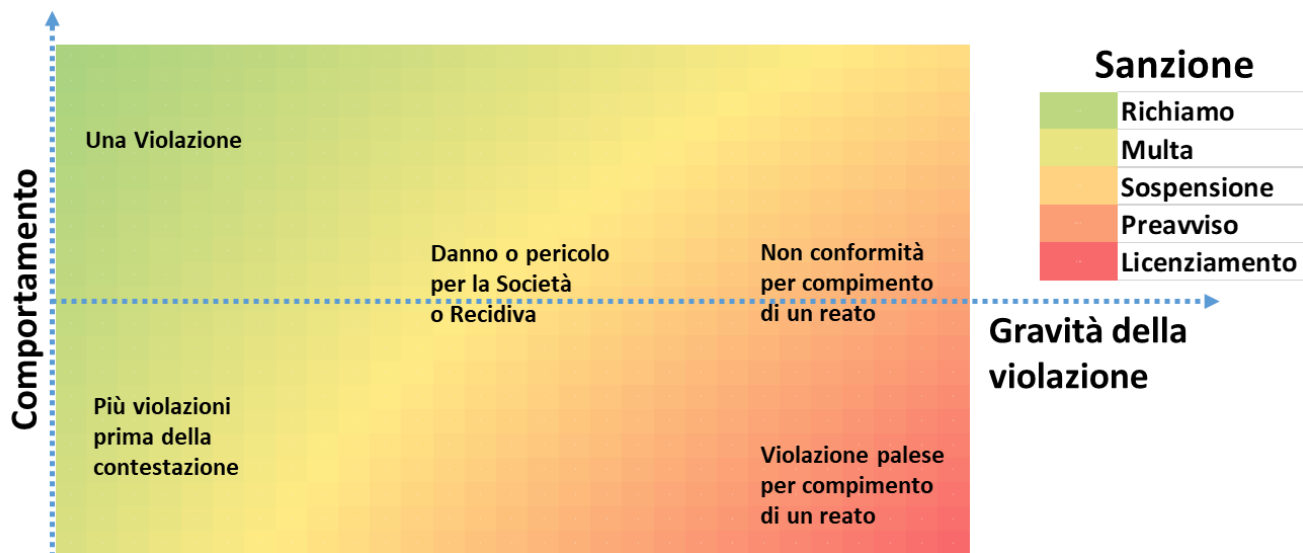 Sanzione
Richiamo
Multa
Sospensione
Preavviso
Licenziamento
Comportamento
Una Violazione
Danno o pericolo
per la Società
o Recidiva
Non conformità
per compimento
di un reato
Gravità della
violazione
Più violazioni
prima della
contestazione
Violazione palese
per compimento
di un reato